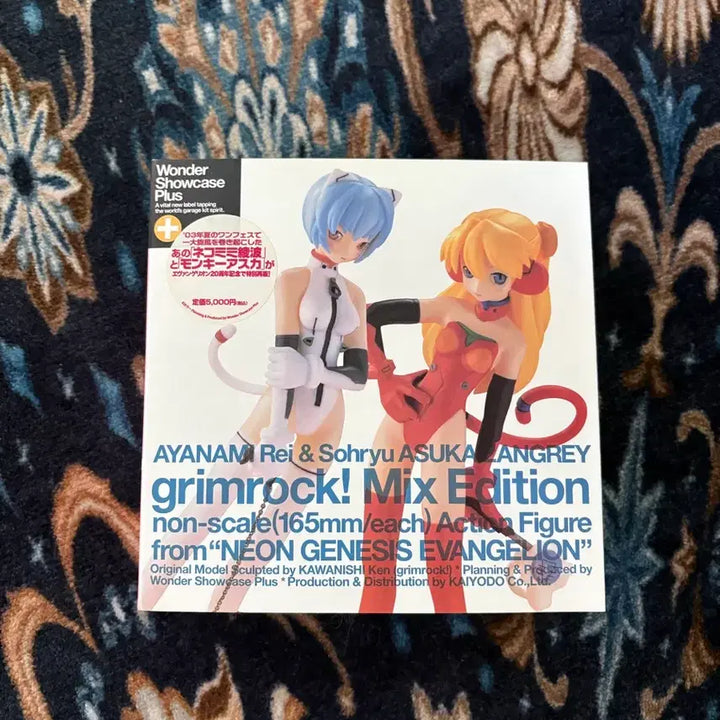 Wonder
Showcase
Plus
A vital new label tapping
the world's garage kit spirit.
'03年夏のワンフェスで
一大旋風を巻き起こした
あの「ネコミミ綾波」
と「モンキーアスカ」が
エヴァンゲリオン20周年記念で特別再販!
定価5,000円(税込)
AYANAMI Rei & Sohryu ASUKA LANGREY
grimrock! Mix Edition
non-scale(165mm/each) Action Figure
from "NEON GENESIS EVANGELION"
Original Model Sculpted by KAWANISHI Ken (grimrock!) * Planning & Produced by
Wonder Showcase Plus * Production & Distribution by KAIYODO Co.,Ltd.